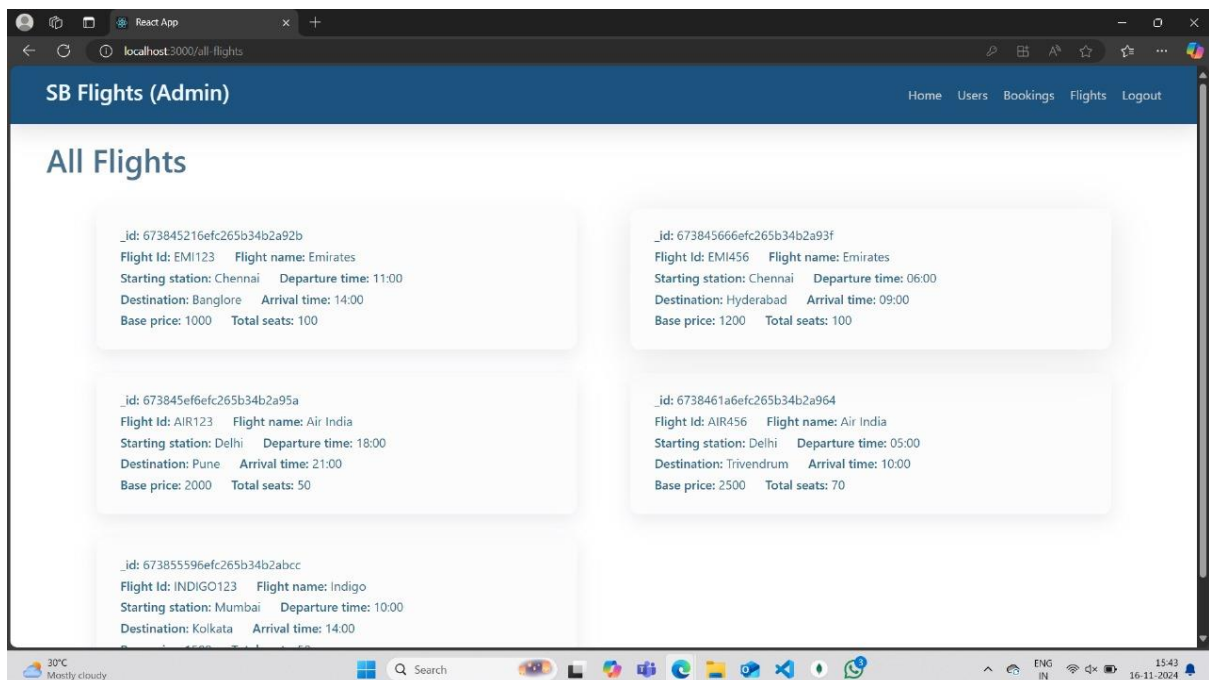 React App
localhost:3000/all-flights
SB Flights (Admin)
Home Users Bookings Flights Logout
All Flights
_id: 673845216efc265b34b2a92b
Flight Id: EMI123 Flight name: Emirates
Starting station: Chennai Departure time: 11:00
Destination: Banglore Arrival time: 14:00
Base price: 1000 Total seats: 100
_id: 673845666efc265b34b2a93f
Flight Id: EMI456 Flight name: Emirates
Starting station: Chennai Departure time: 06:00
Destination: Hyderabad Arrival time: 09:00
Base price: 1200 Total seats: 100
_id: 673845ef6efc265b34b2a95a
Flight Id: AIR123 Flight name: Air India
Starting station: Delhi Departure time: 18:00
Destination: Pune Arrival time: 21:00
Base price: 2000 Total seats: 50
_id: 6738461a6efc265b34b2a964
Flight Id: AIR456 Flight name: Air India
Starting station: Delhi Departure time: 05:00
Destination: Trivendrum Arrival time: 10:00
Base price: 2500 Total seats: 70
_id: 673855596efc265b34b2abcc
Flight Id: INDIGO123 Flight name: Indigo
Starting station: Mumbai Departure time: 10:00
Destination: Kolkata Arrival time: 14:00
30°C
Mostly cloudy
Search
ENG
IN
15:43
16-11-2024